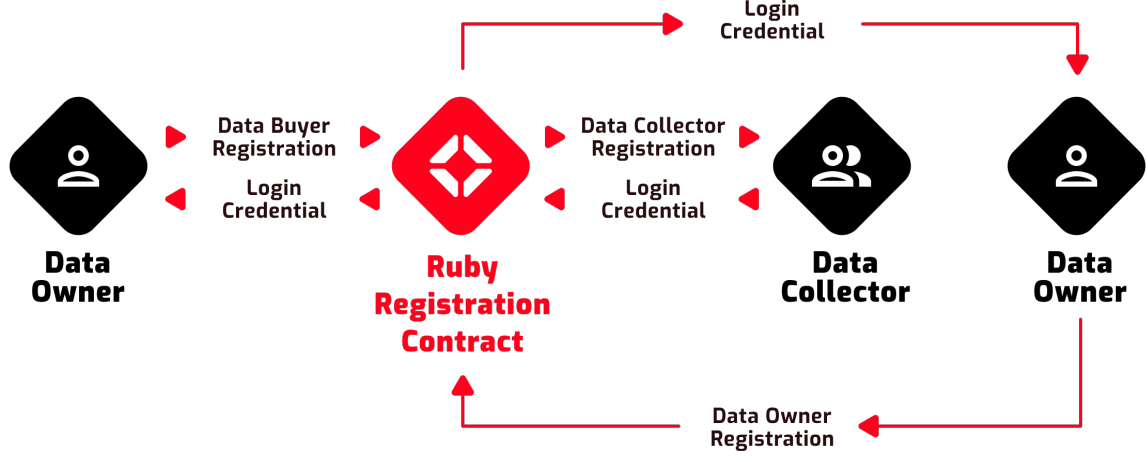 Login
Credential
Data Buyer
Registration
Data Collector
Registration
Login
Credential
Login
Credential
Data
Owner
Ruby
Registration
Contract
Data
Collector
Data
Owner
Data Owner
Registration